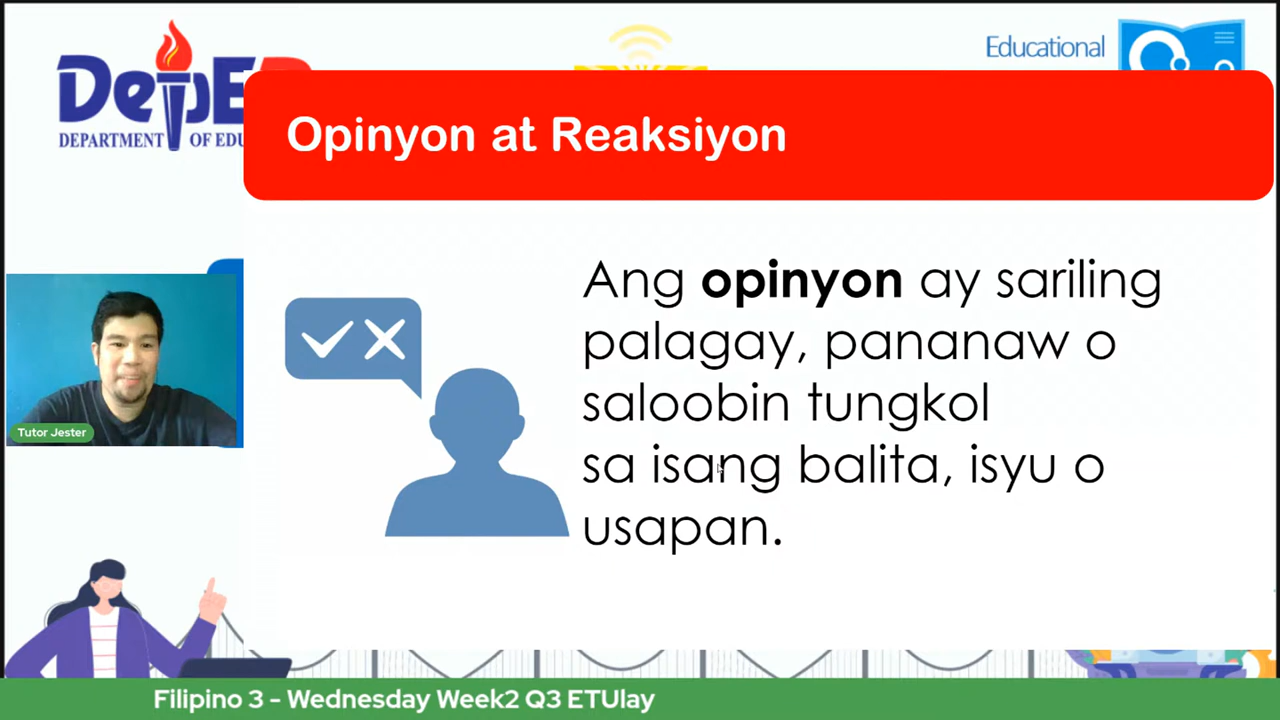 DepED
DEPARTMENT OF EDU
Educational
Opinyon at Reaksiyon
Ang opinyon ay sariling
palagay, pananaw o
saloobin tungkol
sa isang balita, isyu o
usapan.
Tutor Jester
Filipino 3 - Wednesday Week2 Q3 ETUlay